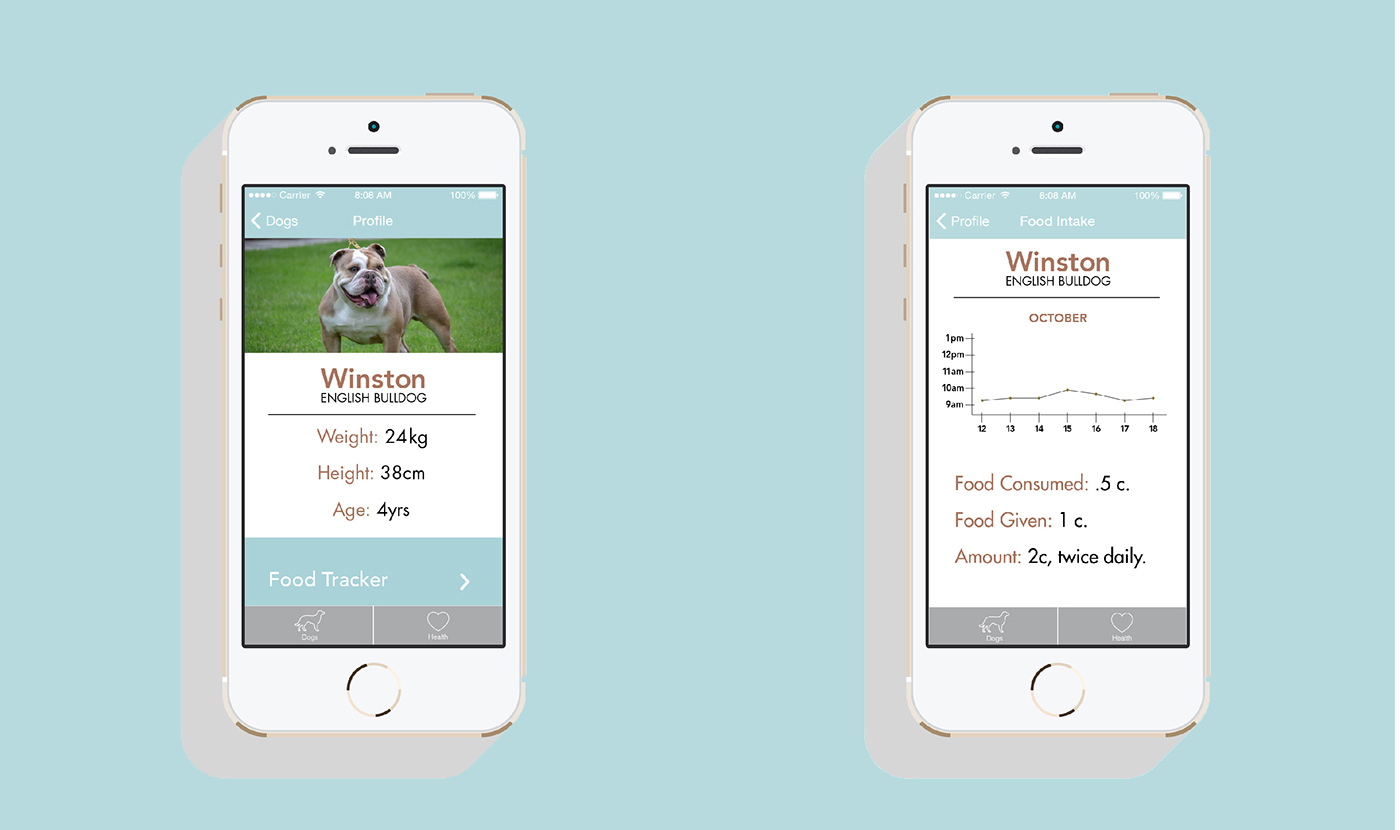 Carrier 8:08 AM 100%
Dogs Profile
Winston
ENGLISH BULLDOG
Weight: 24kg
Height: 38cm
Age: 4yrs
Food Tracker
Dogs Health
Carrier 8:08 AM 100%
Profile Food Intake
Winston
ENGLISH BULLDOG
OCTOBER
1pm
12pm
11am
10am
9am
12 13 14 15 16 17 18
Food Consumed: .5 c.
Food Given: 1 c.
Amount: 2c, twice daily.
Dogs Health